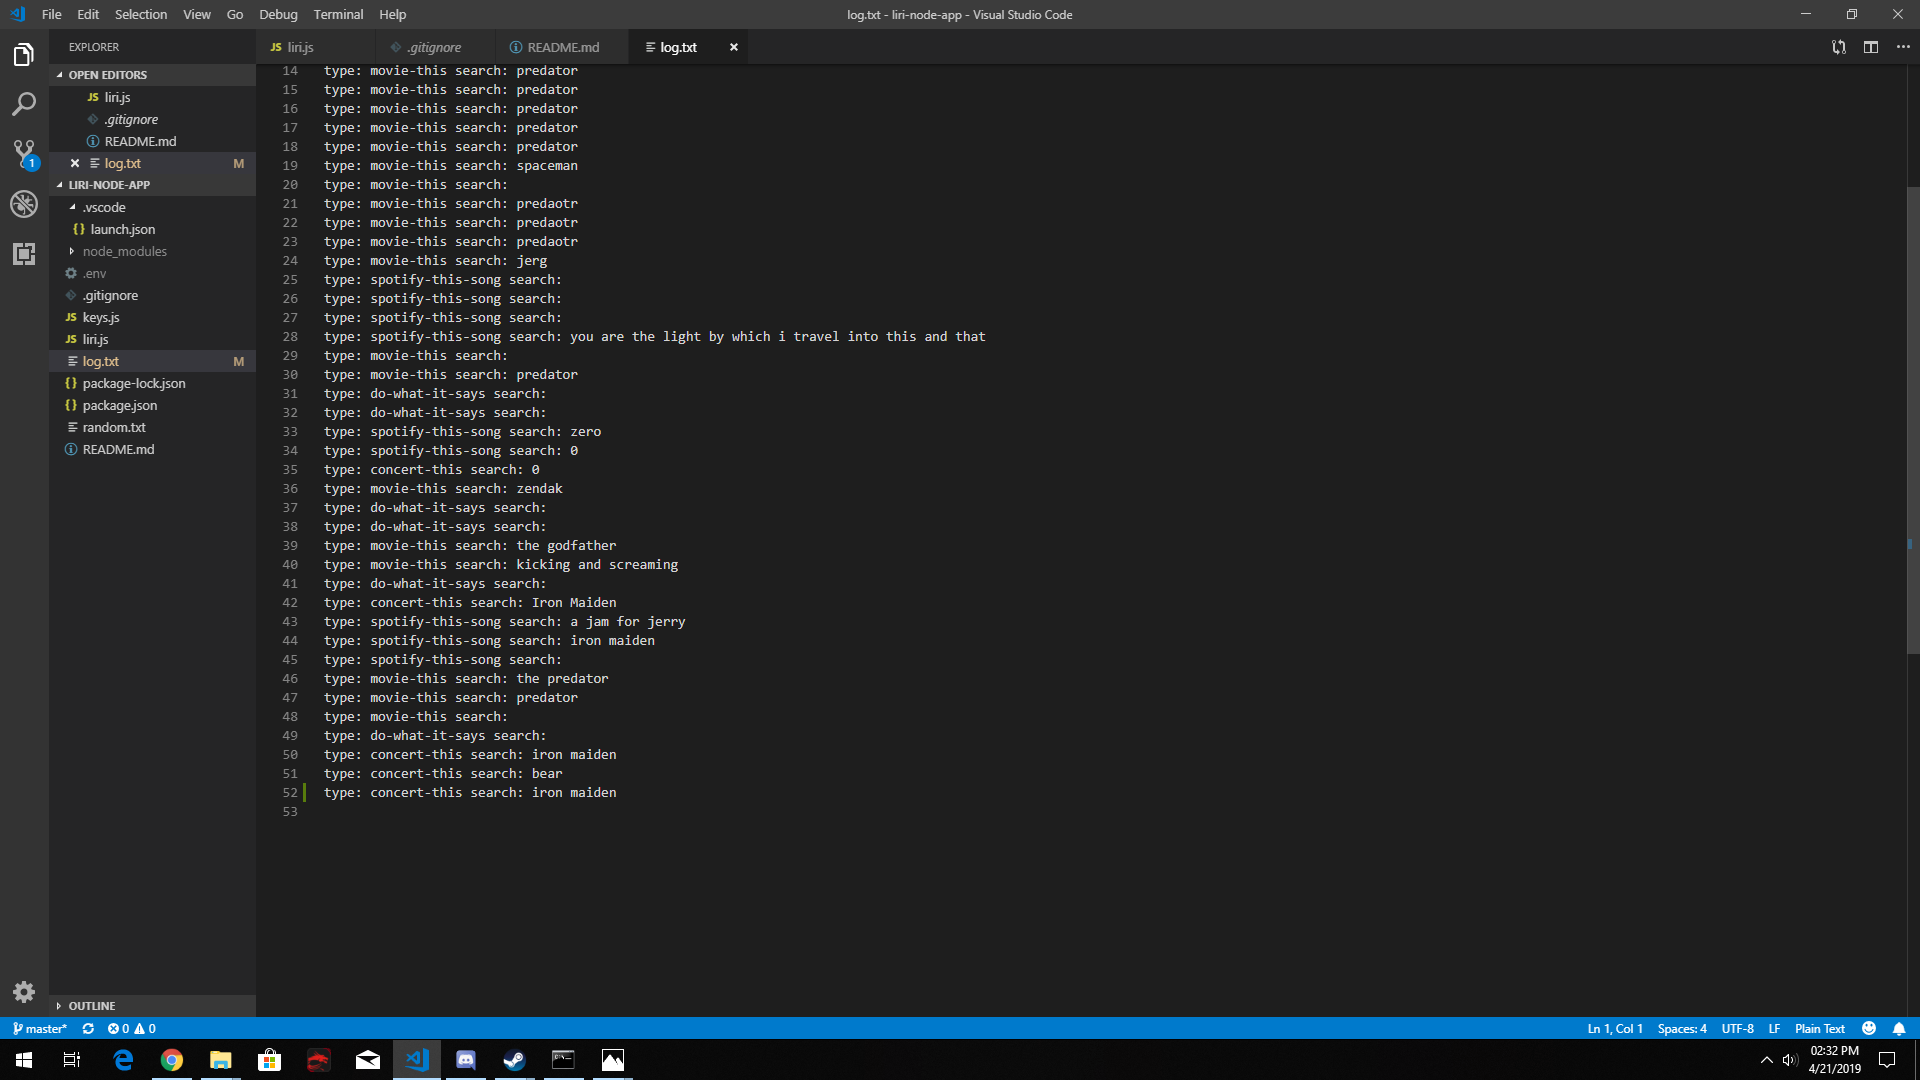 File Edit Selection View Go Debug Terminal Help
log.txt - liri-node-app - Visual Studio Code
EXPLORER
JS liri.js
.gitignore
README.md
log.txt
OPEN EDITORS
JS liri.js
.gitignore
README.md
log.txt M
LIRI-NODE-APP
.vscode
{} launch.json
node_modules
.env
.gitignore
JS keys.js
JS liri.js
log.txt M
{} package-lock.json
{} package.json
random.txt
README.md
OUTLINE
1
14 type: movie-this search: predator
15 type: movie-this search: predator
16 type: movie-this search: predator
17 type: movie-this search: predator
18 type: movie-this search: predator
19 type: movie-this search: spaceman
20 type: movie-this search:
21 type: movie-this search: predaotr
22 type: movie-this search: predaotr
23 type: movie-this search: predaotr
24 type: movie-this search: jerg
25 type: spotify-this-song search:
26 type: spotify-this-song search:
27 type: spotify-this-song search:
28 type: spotify-this-song search: you are the light by which i travel into this and that
29 type: movie-this search:
30 type: movie-this search: predator
31 type: do-what-it-says search:
32 type: do-what-it-says search:
33 type: spotify-this-song search: zero
34 type: spotify-this-song search: 0
35 type: concert-this search: 0
36 type: movie-this search: zendak
37 type: do-what-it-says search:
38 type: do-what-it-says search:
39 type: movie-this search: the godfather
40 type: movie-this search: kicking and screaming
41 type: do-what-it-says search:
42 type: concert-this search: Iron Maiden
43 type: spotify-this-song search: a jam for jerry
44 type: spotify-this-song search: iron maiden
45 type: spotify-this-song search:
46 type: movie-this search: the predator
47 type: movie-this search: predator
48 type: movie-this search:
49 type: do-what-it-says search:
50 type: concert-this search: iron maiden
51 type: concert-this search: bear
52 type: concert-this search: iron maiden
53
master* 0 0
Ln 1, Col 1 Spaces: 4 UTF-8 LF Plain Text
02:32 PM
4/21/2019